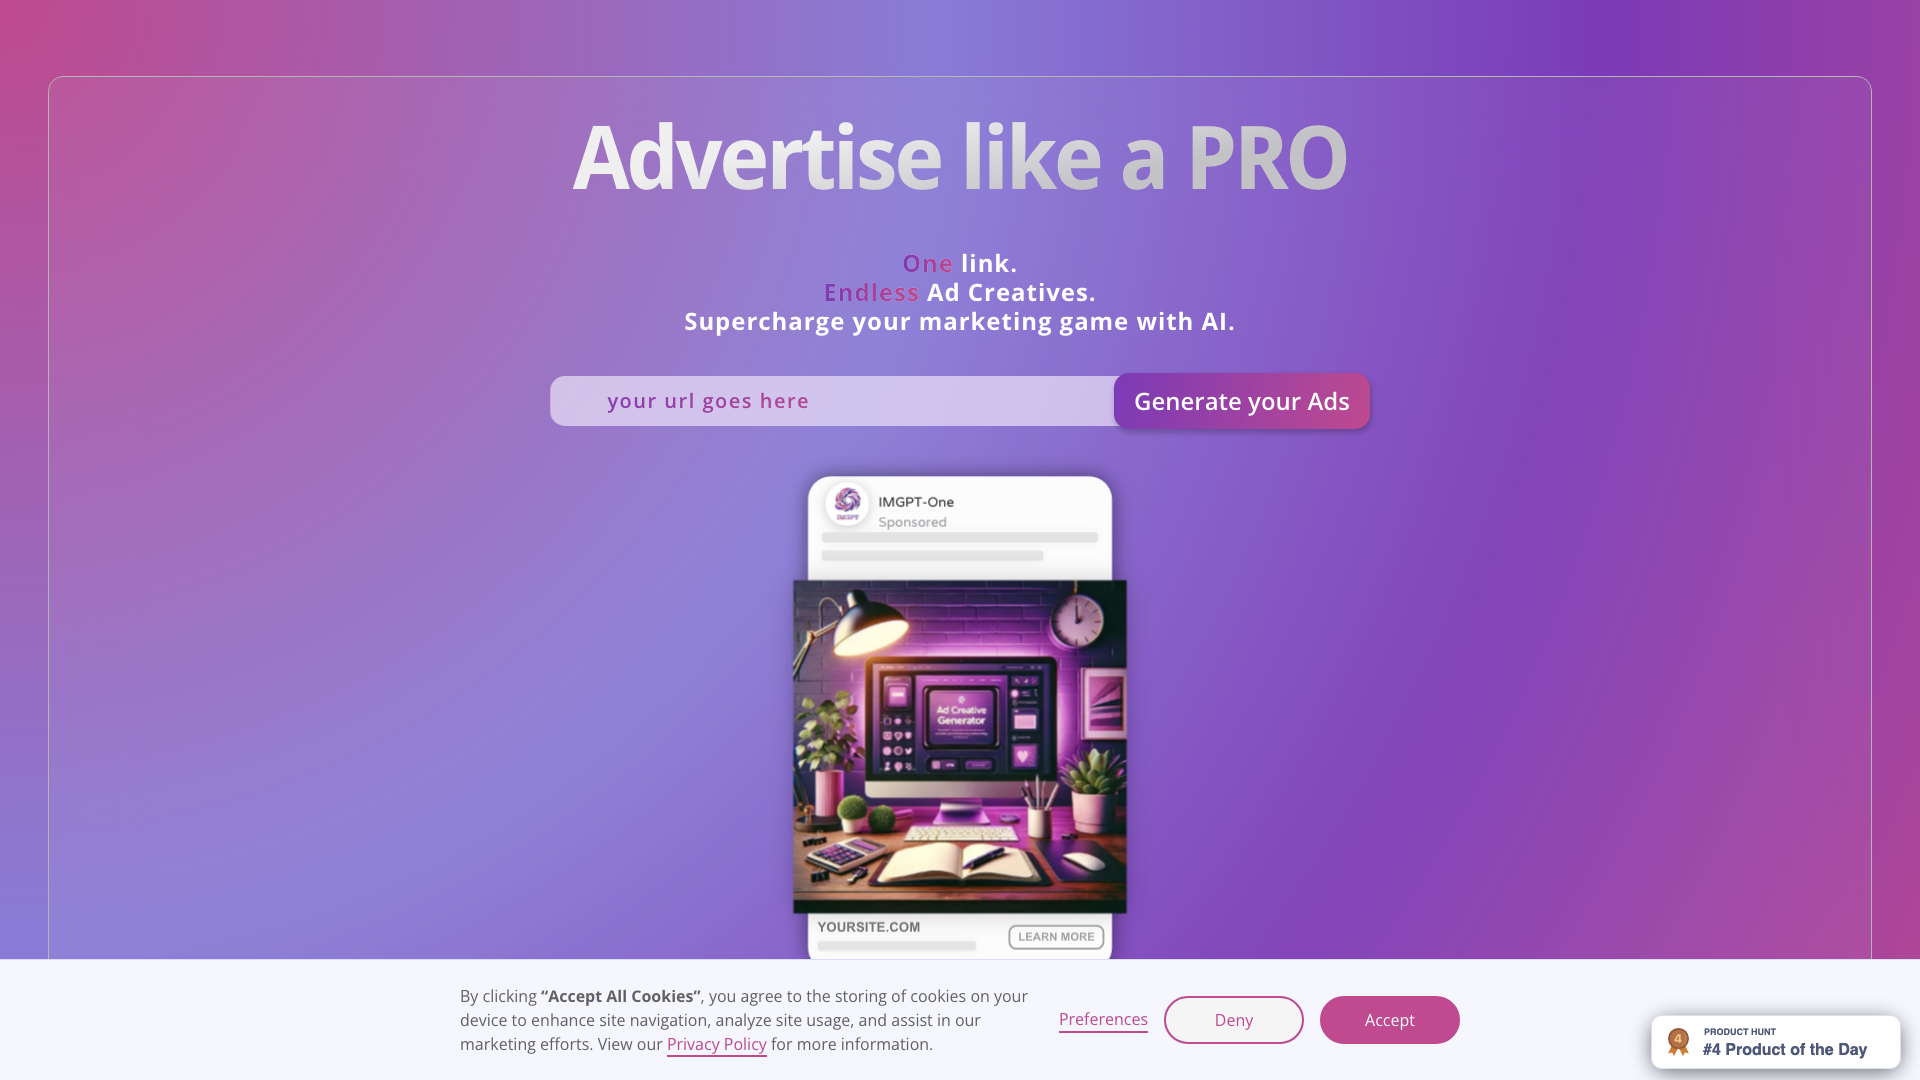 Advertise like a PRO
One link.
Endless Ad Creatives.
Supercharge your marketing game with AI.
your url goes here
Generate your Ads
IMGPT
IMGPT-One
Sponsored
Ad Creative
Generator
YOURSITE.COM
LEARN MORE
By clicking “Accept All Cookies”, you agree to the storing of cookies on your
device to enhance site navigation, analyze site usage, and assist in our
marketing efforts. View our Privacy Policy for more information.
Preferences
Deny
Accept
4
PRODUCT HUNT
#4 Product of the Day